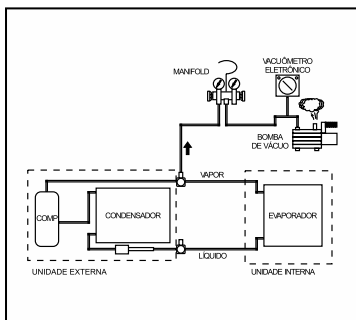 VACUÔMETRO
ELETRÔNICO
MANIFOLD
BOMBA
DE VÁCUO
VAPOR
COMP
CONDENSADOR
EVAPORADOR
LÍQUIDO
UNIDADE EXTERNA
UNIDADE INTERNA